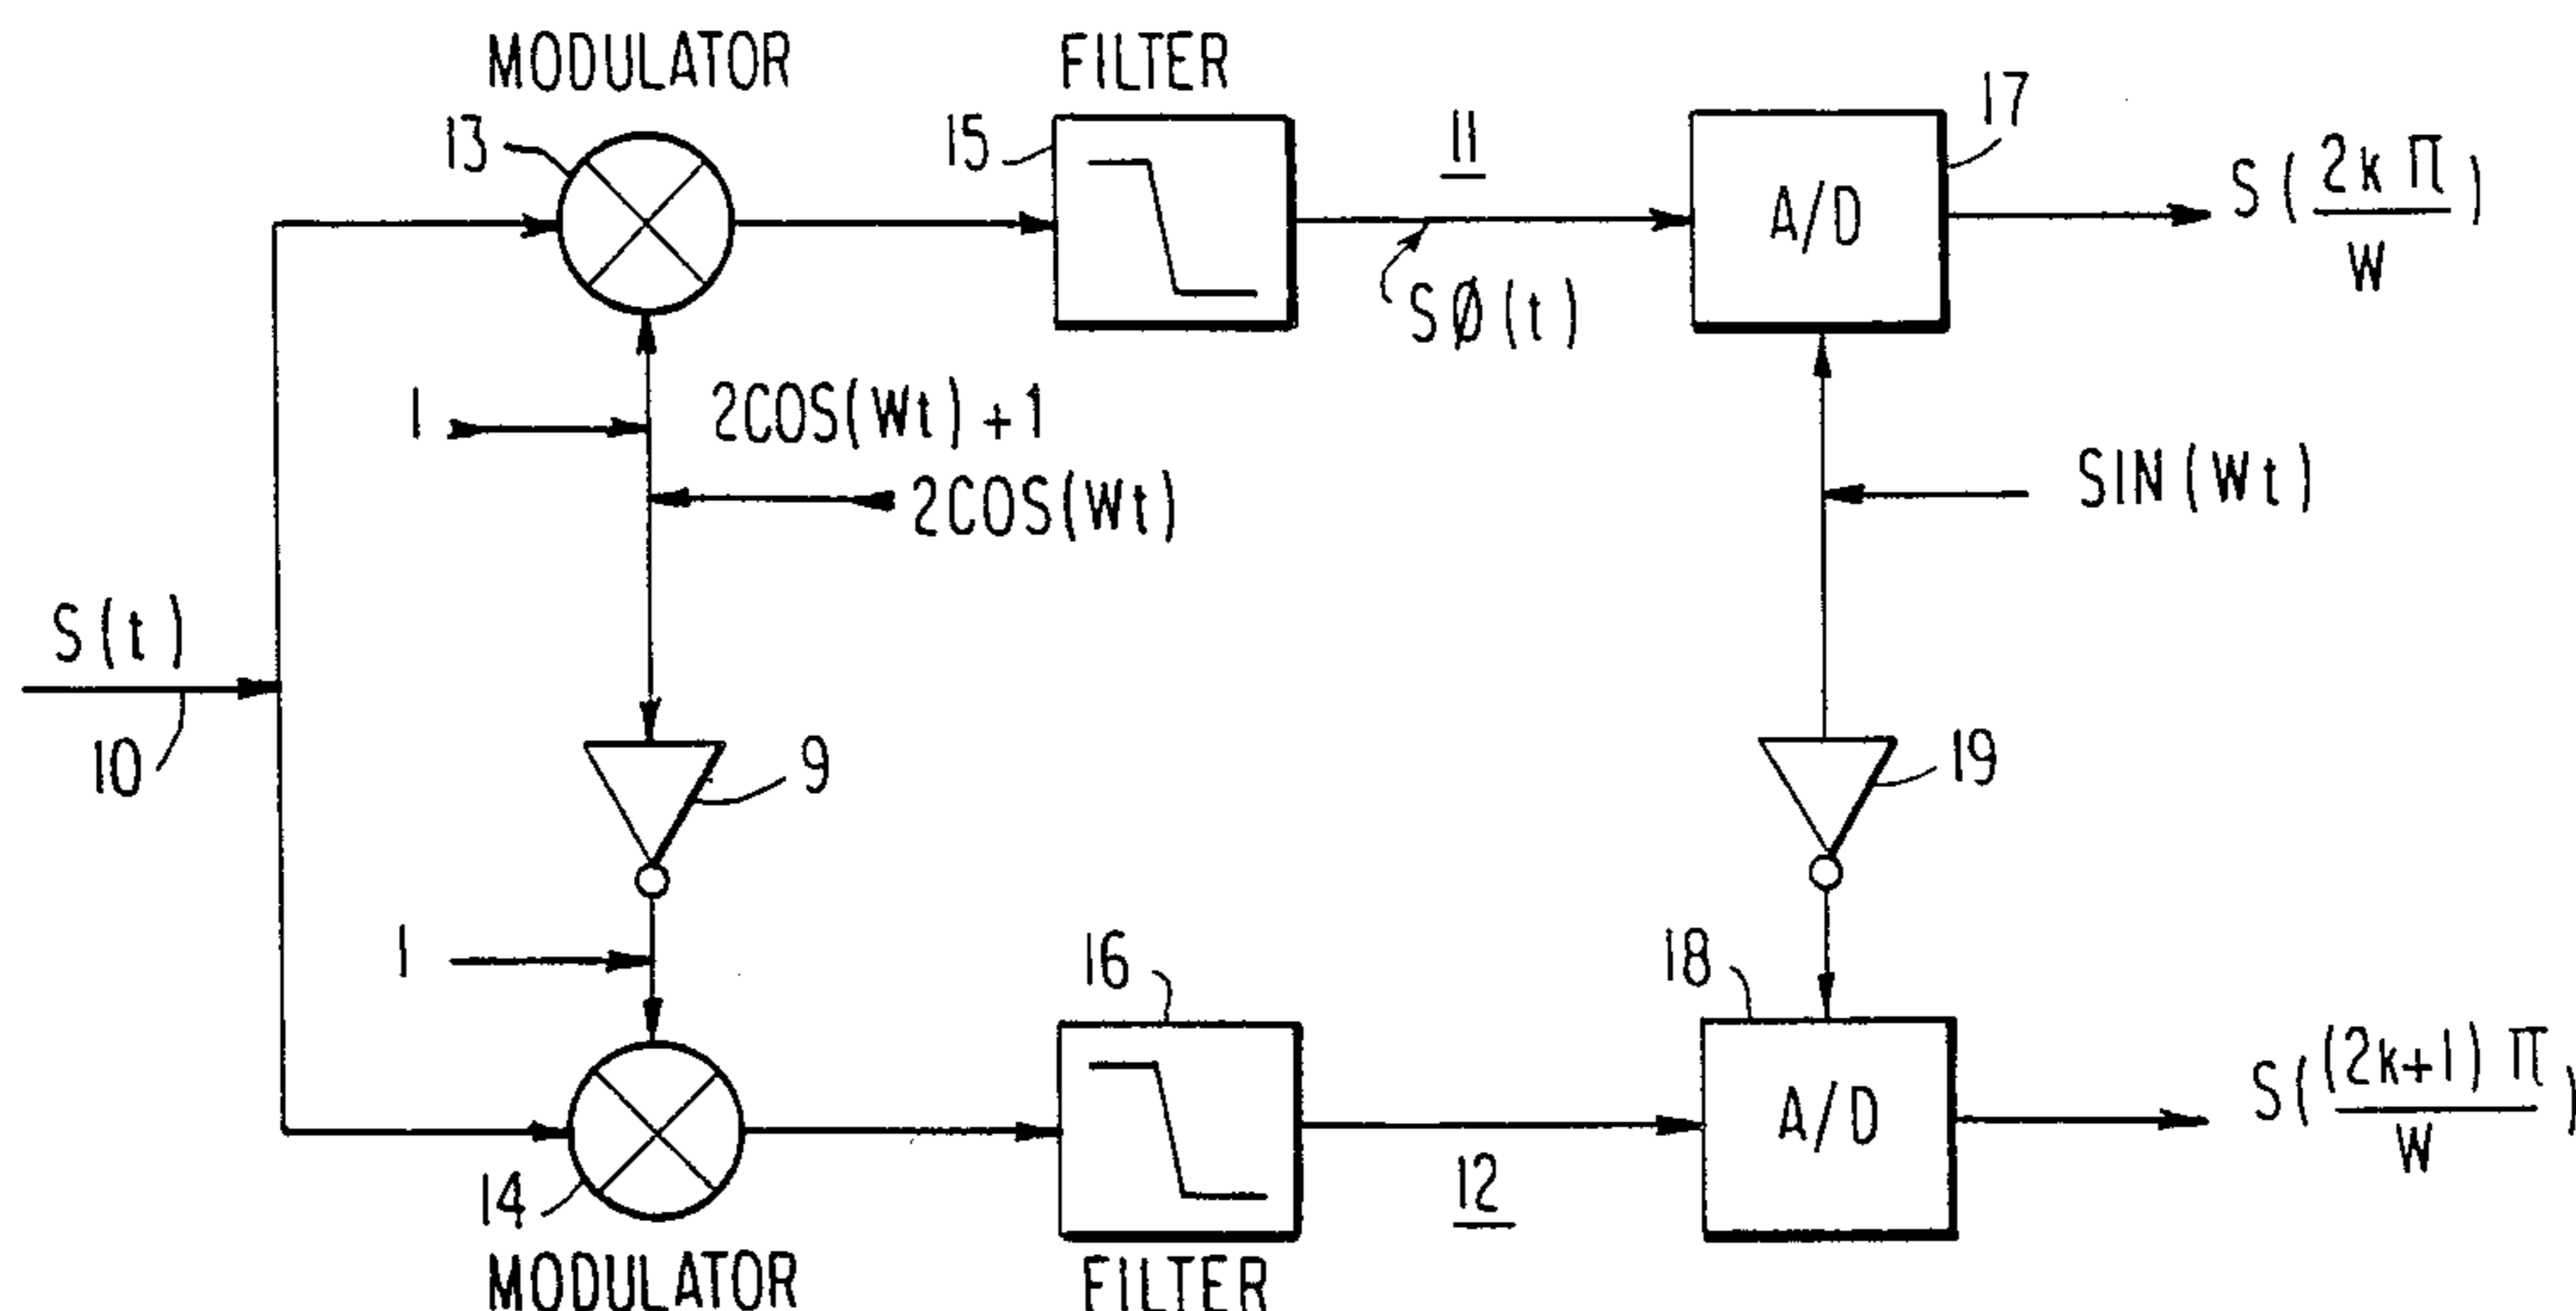 MODULATOR
FILTER
13
15
11
17
A/D
S ( 2k π / W )
SØ(t)
1
2COS(Wt)+1
2COS(Wt)
SIN(Wt)
S(t)
10
9
19
1
16
18
14
12
A/D
S( (2k+1) π / W )
MODULATOR
FILTER